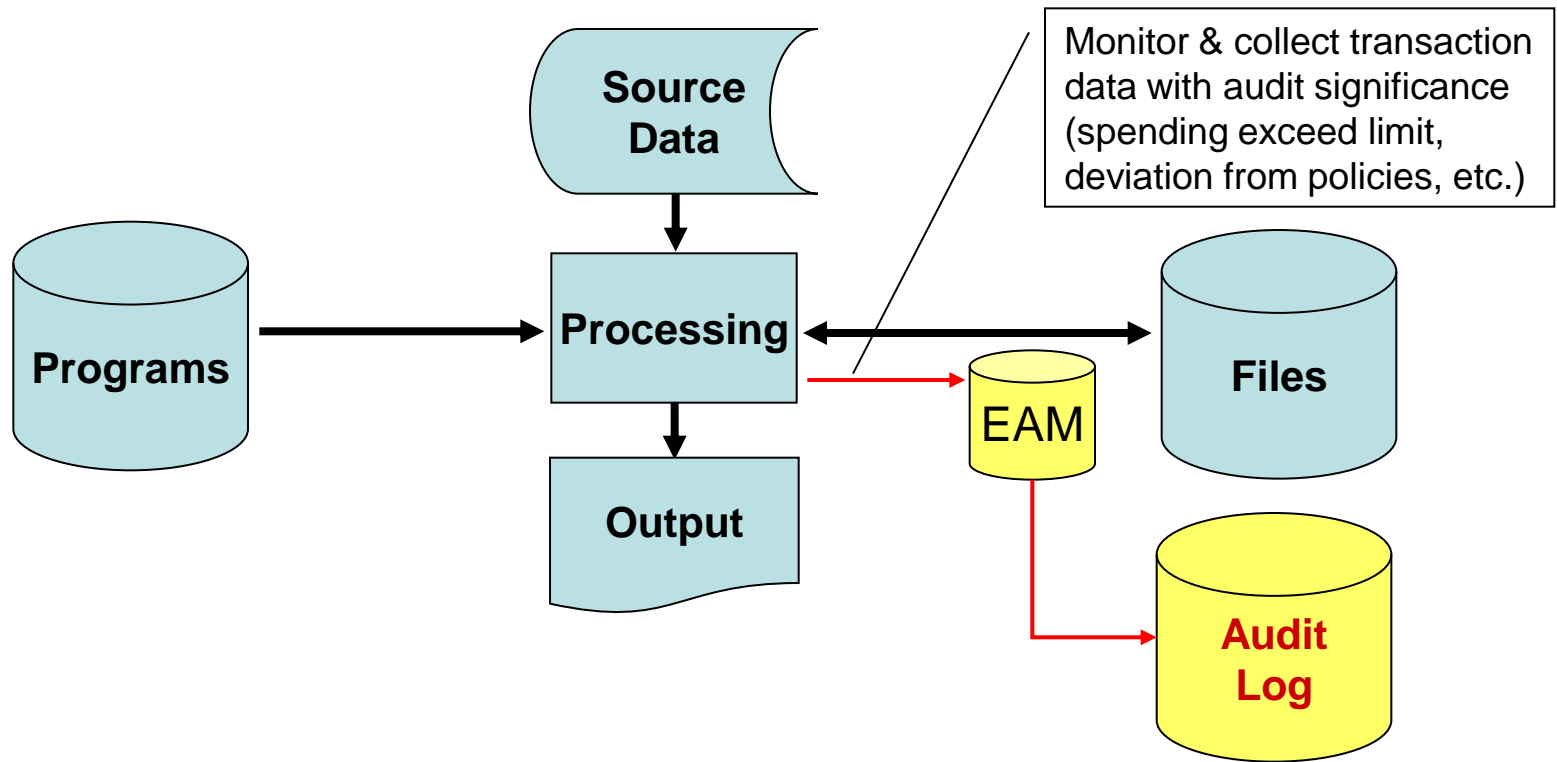 Monitor & collect transaction
data with audit significance
(spending exceed limit,
deviation from policies, etc.)
Source
Data
Programs
Processing
Files
EAM
Output
Audit
Log